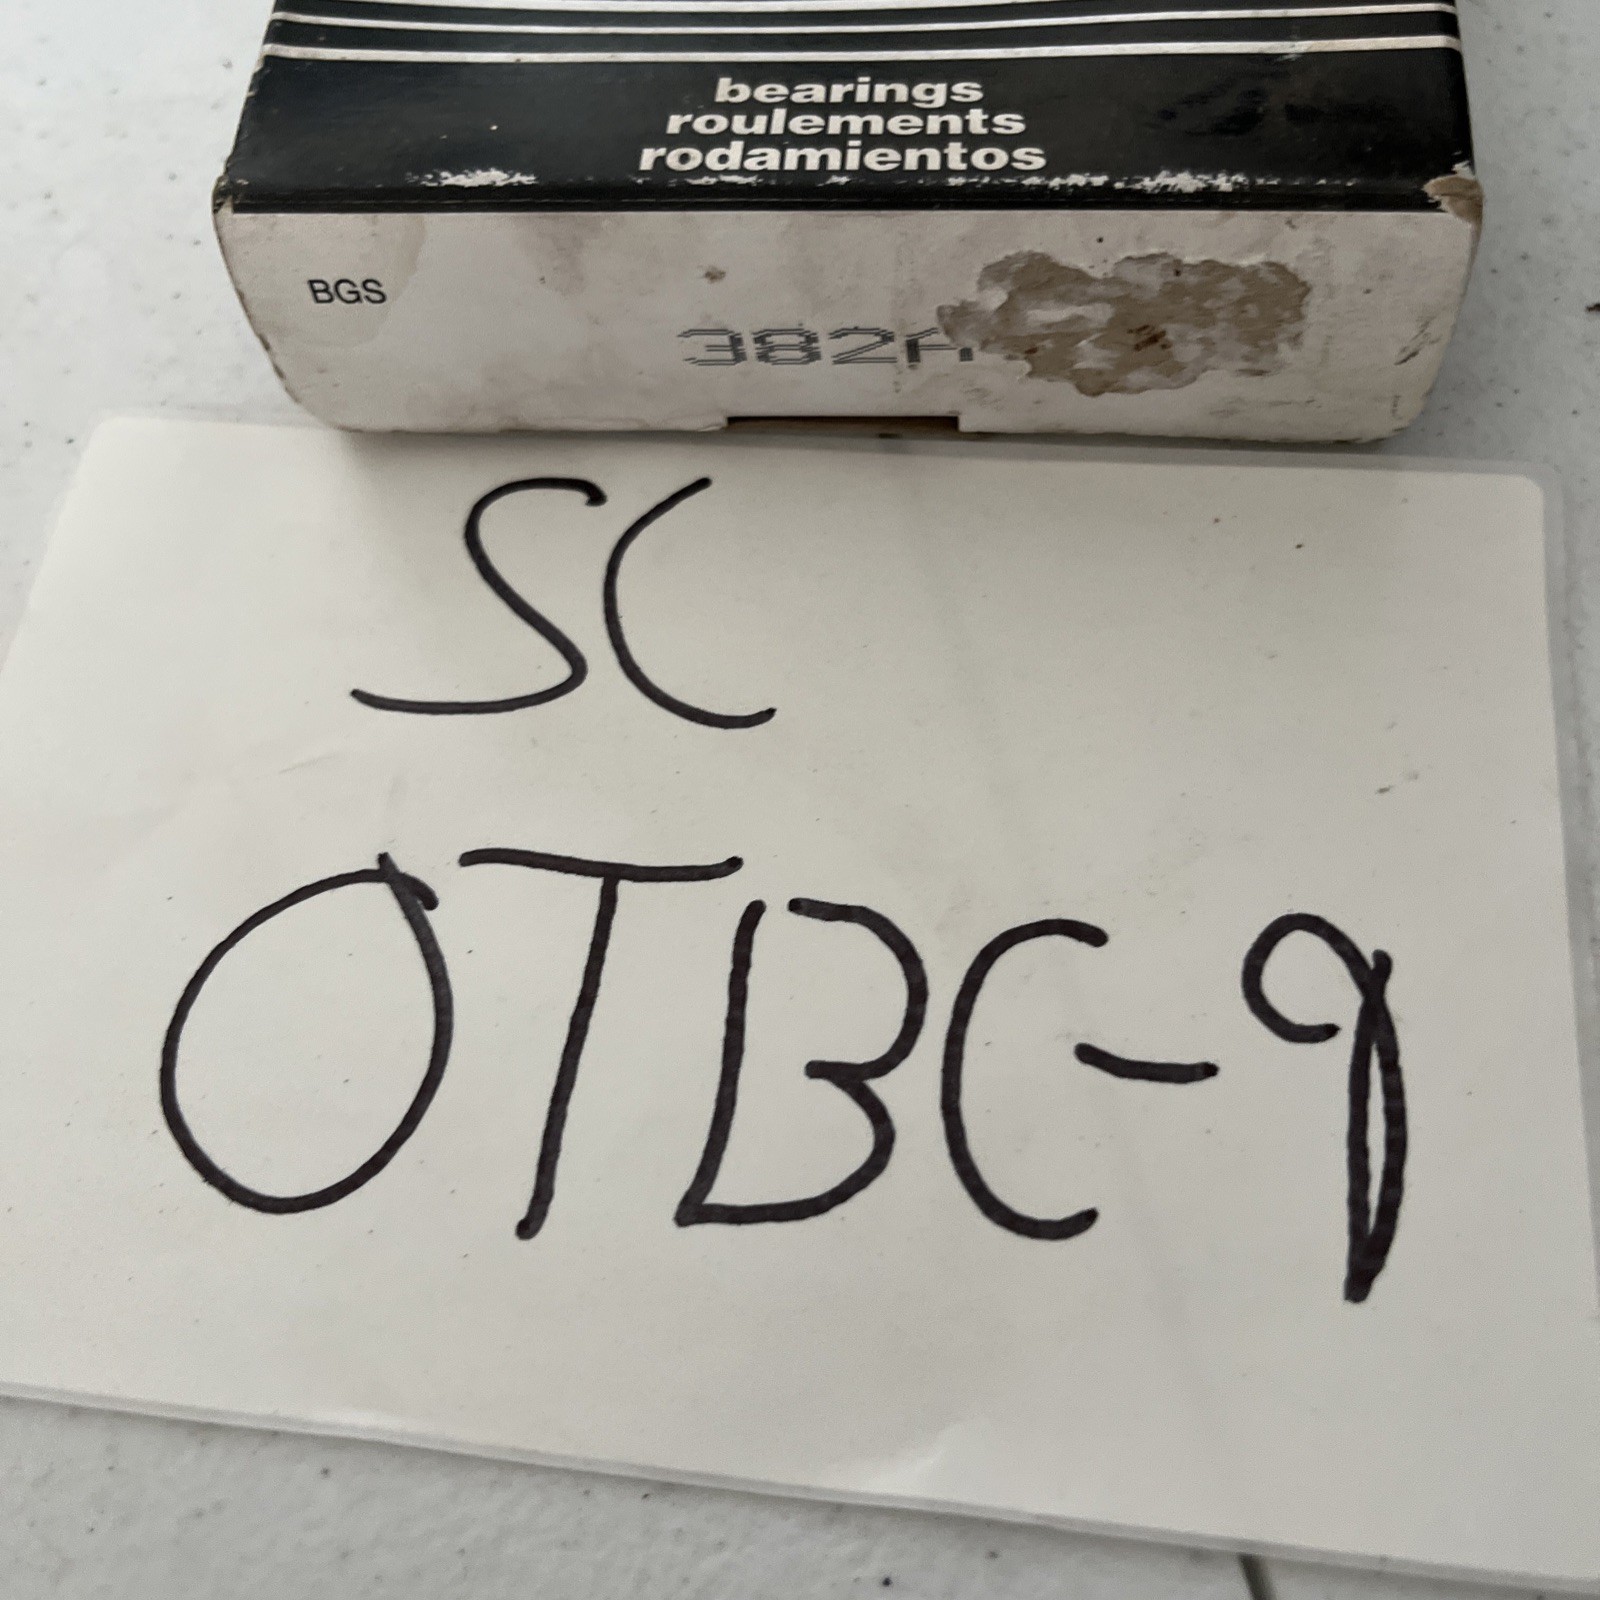 bearings
roulements
rodamientos
BGS
382A
SC
OTBC-9